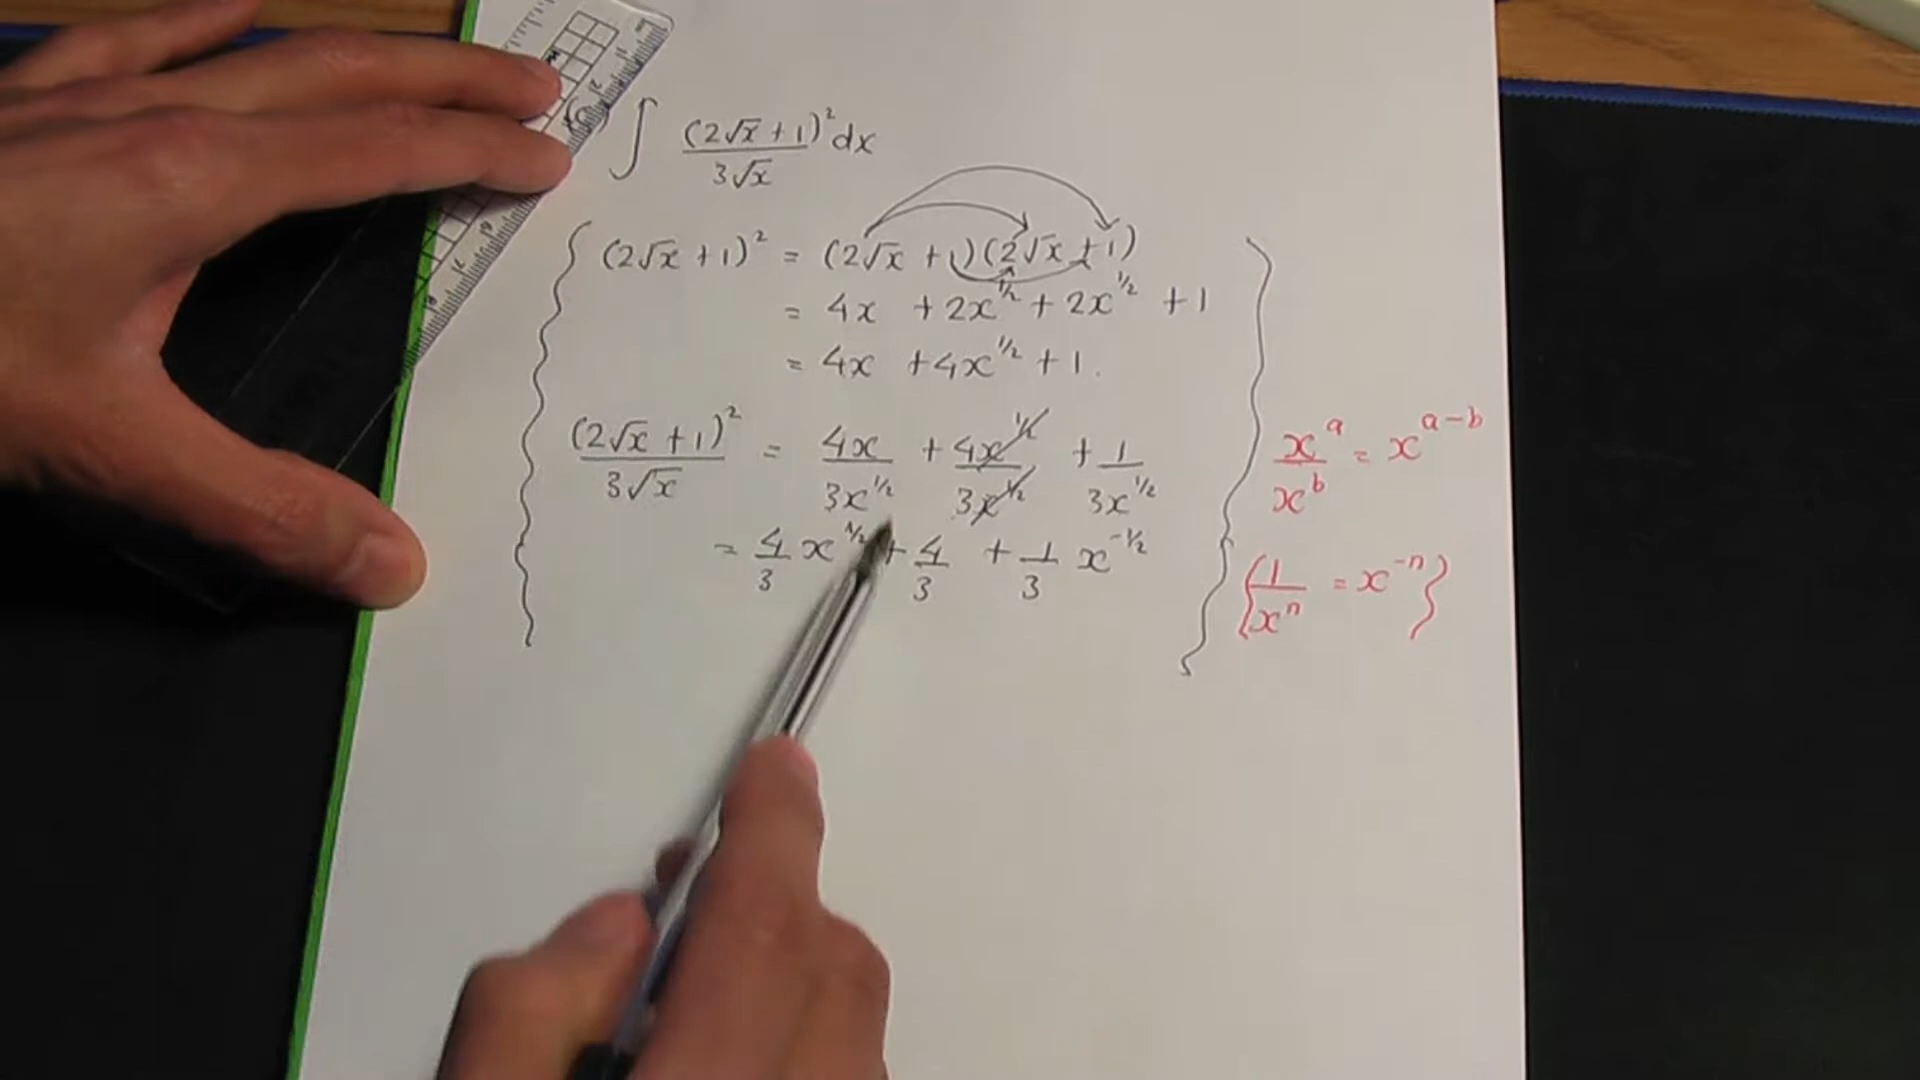 ∫ (2√x + 1)² / 3√x dx
(2√x + 1)² = (2√x + 1)(2√x + 1)
= 4x + 2x^1/2 + 2x^1/2 + 1
= 4x + 4x^1/2 + 1.
(2√x + 1)² / 3√x = 4x / 3x^1/2 + 4x^1/2 / 3x^1/2 + 1 / 3x^1/2
= 4/3 x^1/2 + 4/3 + 1/3 x^-1/2
x^a / x^b = x^a-b
{1 / x^n = x^-n}